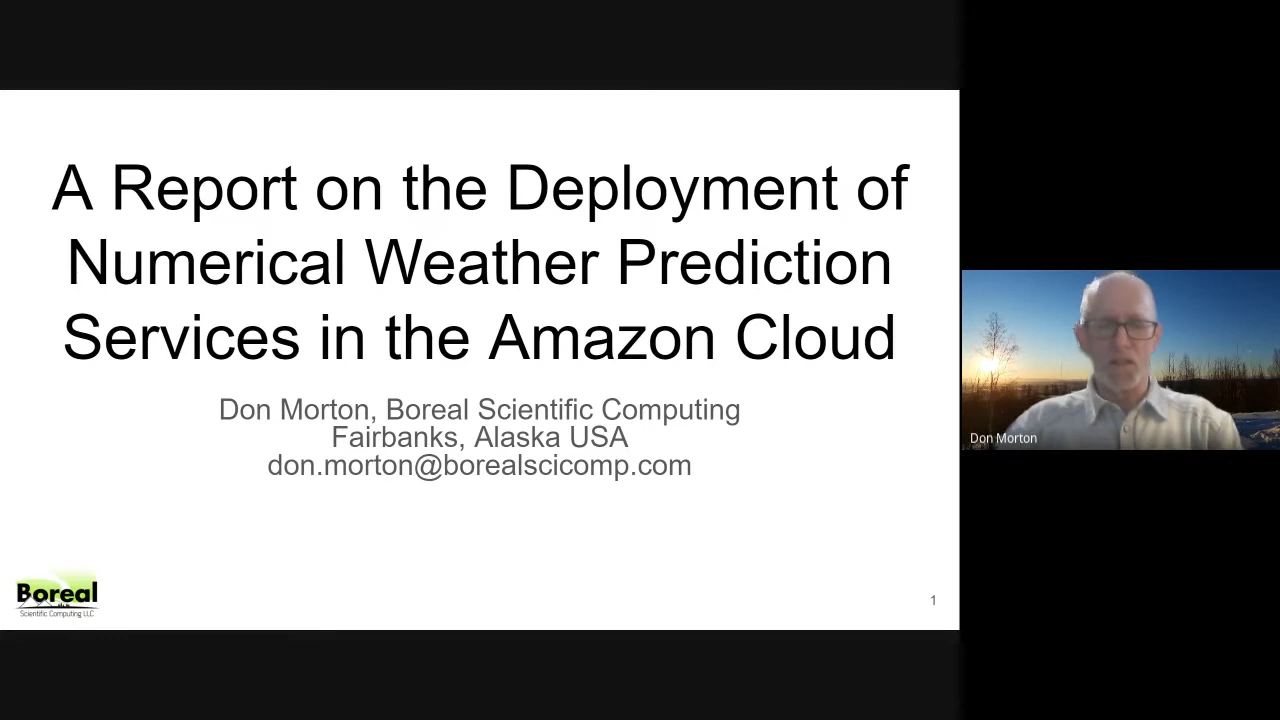 A Report on the Deployment of
Numerical Weather Prediction
Services in the Amazon Cloud
Don Morton, Boreal Scientific Computing
Fairbanks, Alaska USA
don.morton@borealscicomp.com
Don Morton
Boreal
Scientific Computing LLC
1